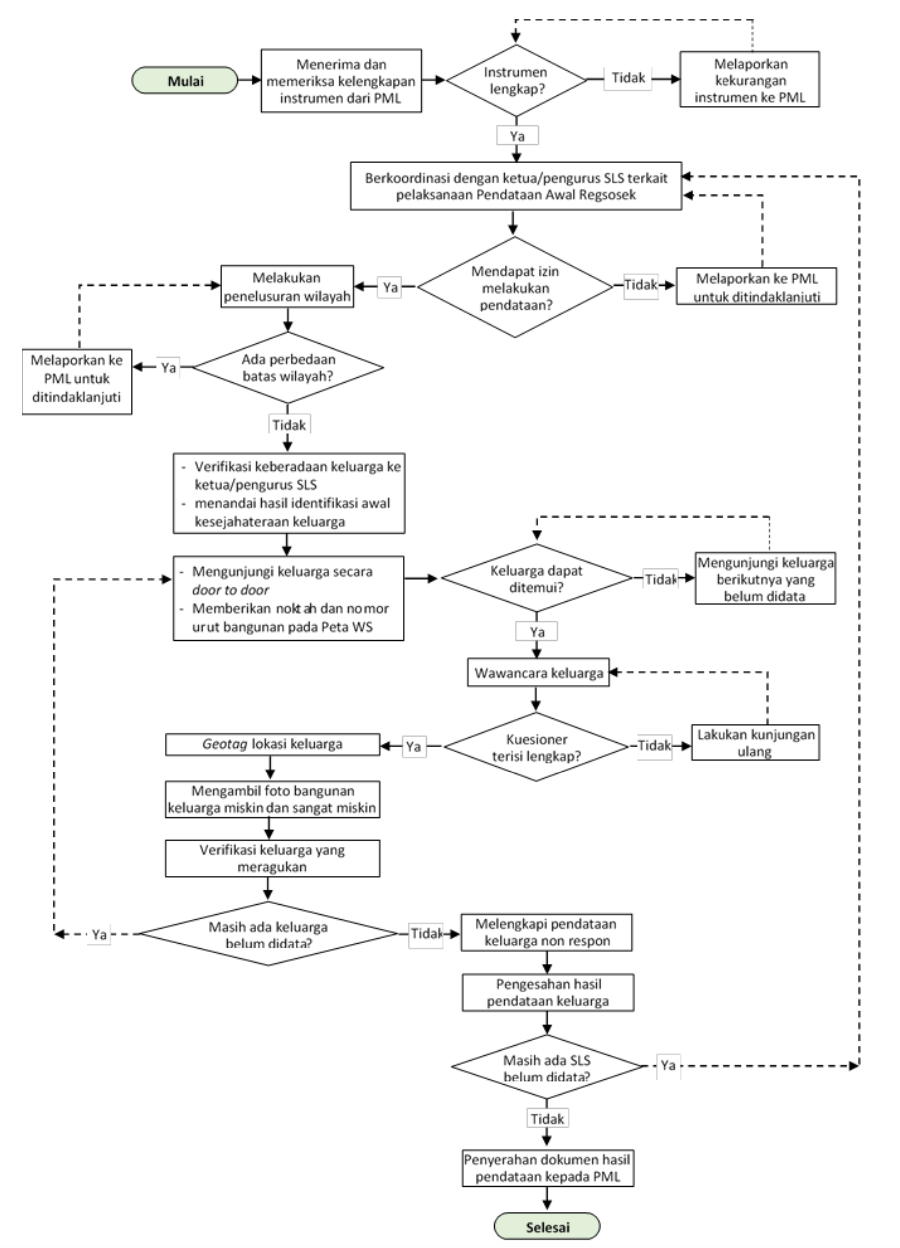 Mulai
Menerima dan
memeriksa kelengkapan
instrumen dari PML
Instrumen
lengkap?
Tidak
Melaporkan
kekurangan
instrumen ke PML
Ya
Berkoordinasi dengan ketua/pengurus SLS terkait
pelaksanaan Pendataan Awal Regsosek
Mendapat izin
melakukan
pendataan?
Tidak
Melaporkan ke PML
untuk ditindaklanjuti
Ya
Melakukan
penelusuran wilayah
Ada perbedaan
batas wilayah?
Ya
Melaporkan ke
PML untuk
ditindaklanjuti
Tidak
- Verifikasi keberadaan keluarga ke
ketua/pengurus SLS
- menandai hasil identifikasi awal
kesejahateraan keluarga
- Mengunjungi keluarga secara
door to door
- Memberikan noktah dan nomor
urut bangunan pada Peta WS
Keluarga dapat
ditemui?
Tidak
Mengunjungi keluarga
berikutnya yang
belum didata
Ya
Wawancara keluarga
Kuesioner
terisi lengkap?
Tidak
Lakukan kunjungan
ulang
Ya
Geotag lokasi keluarga
Mengambil foto bangunan
keluarga miskin dan sangat miskin
Verifikasi keluarga yang
meragukan
Masih ada keluarga
belum didata?
Ya
Tidak
Melengkapi pendataan
keluarga non respon
Pengesahan hasil
pendataan keluarga
Masih ada SLS
belum didata?
Ya
Tidak
Penyerahan dokumen hasil
pendataan kepada PML
Selesai